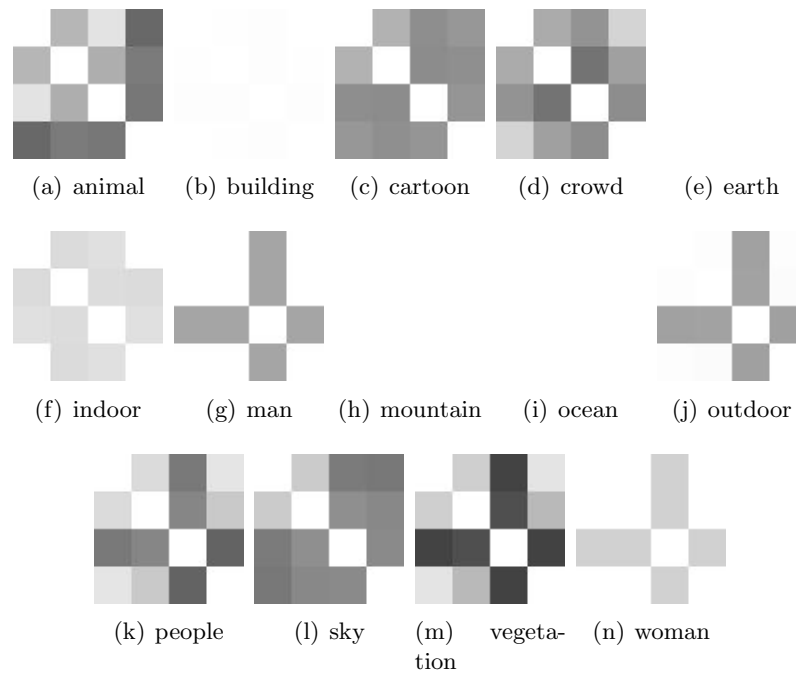 (a) animal (b) building (c) cartoon (d) crowd (e) earth
(f) indoor (g) man (h) mountain (i) ocean (j) outdoor
(k) people (l) sky (m) vegeta- (n) woman
tion